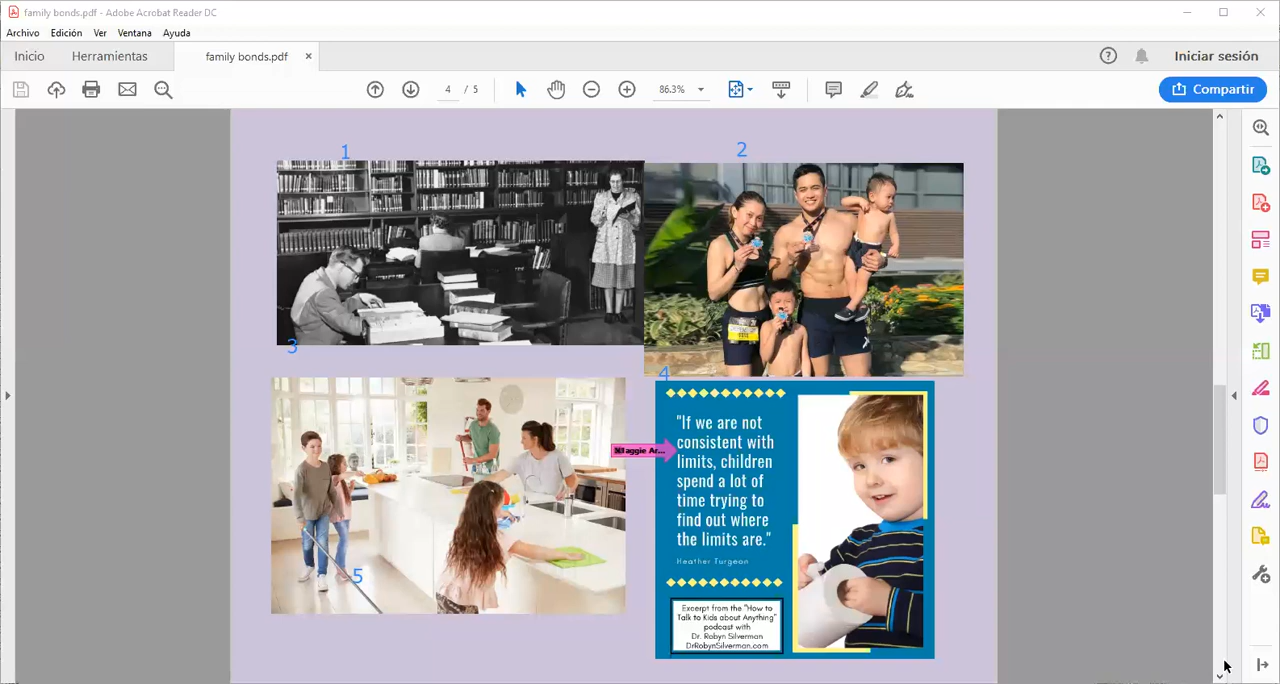 family bonds.pdf - Adobe Acrobat Reader DC
Archivo Edición Ver Ventana Ayuda
Inicio Herramientas family bonds.pdf × Iniciar sesión
4 / 5 86.3% Compartir
1
2
3
4
"If we are not
consistent with
limits, children
spend a lot of
time trying to
find out where
the limits are."
Heather Turgeon
Excerpt from the "How to
Talk to Kids about Anything"
podcast with
Dr. Robyn Silverman
DrRobynSilverman.com
Maggie Ar...
5